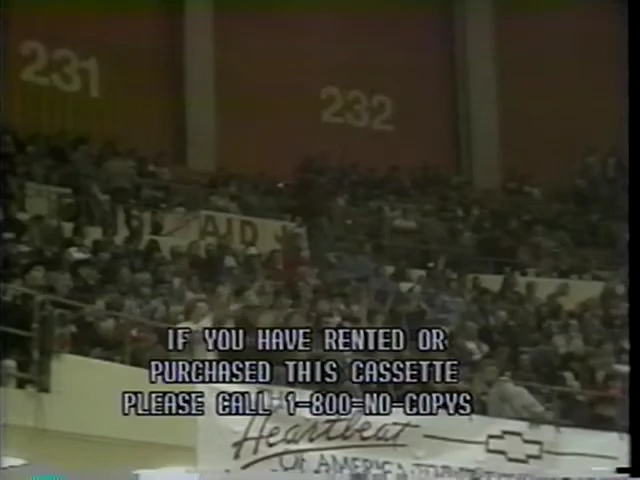 231
232
AID
IF YOU HAVE RENTED OR
PURCHASED THIS CASSETTE
PLEASE CALL 1-800-NO-COPYS
Heartbeat
OF AMERICA